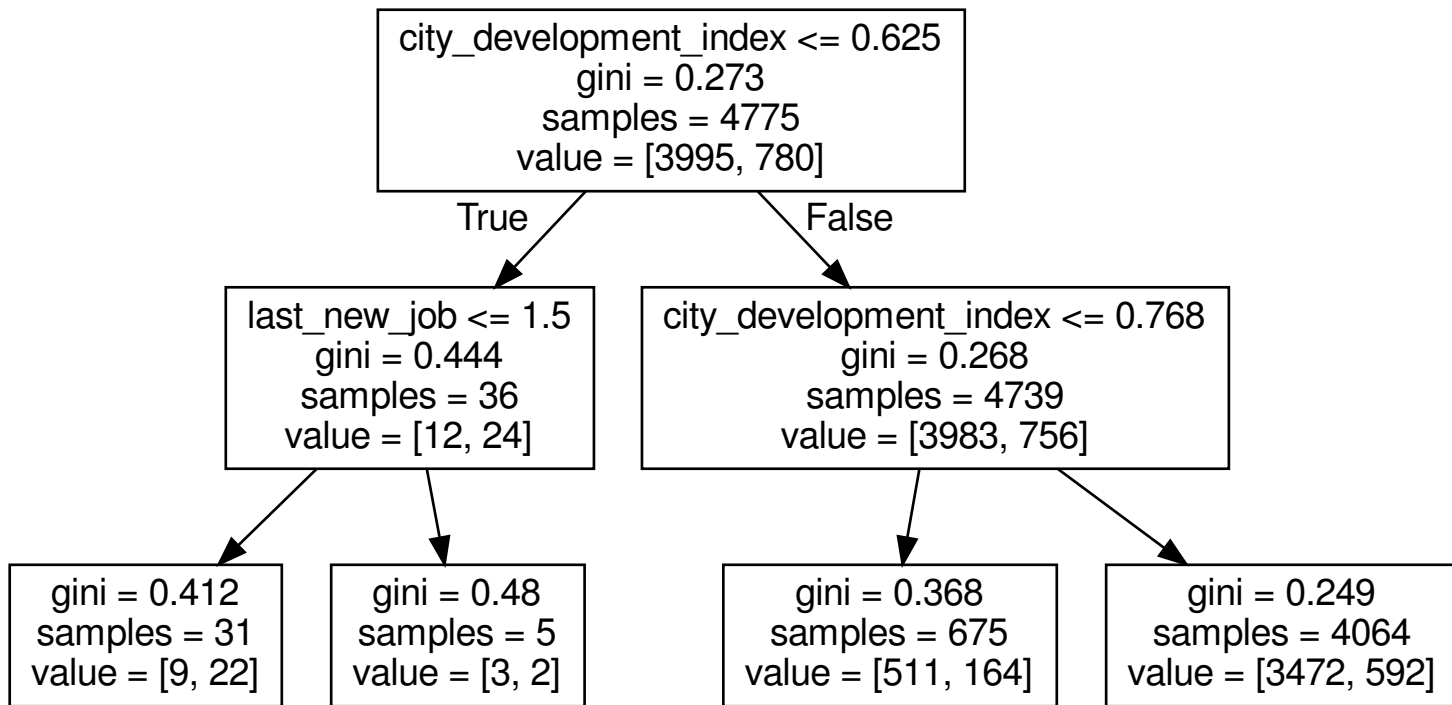 city_development_index <= 0.625
gini = 0.273
samples = 4775
value = [3995, 780]
True
False
last_new_job <= 1.5
gini = 0.444
samples = 36
value = [12, 24]
city_development_index <= 0.768
gini = 0.268
samples = 4739
value = [3983, 756]
gini = 0.412
samples = 31
value = [9, 22]
gini = 0.48
samples = 5
value = [3, 2]
gini = 0.368
samples = 675
value = [511, 164]
gini = 0.249
samples = 4064
value = [3472, 592]